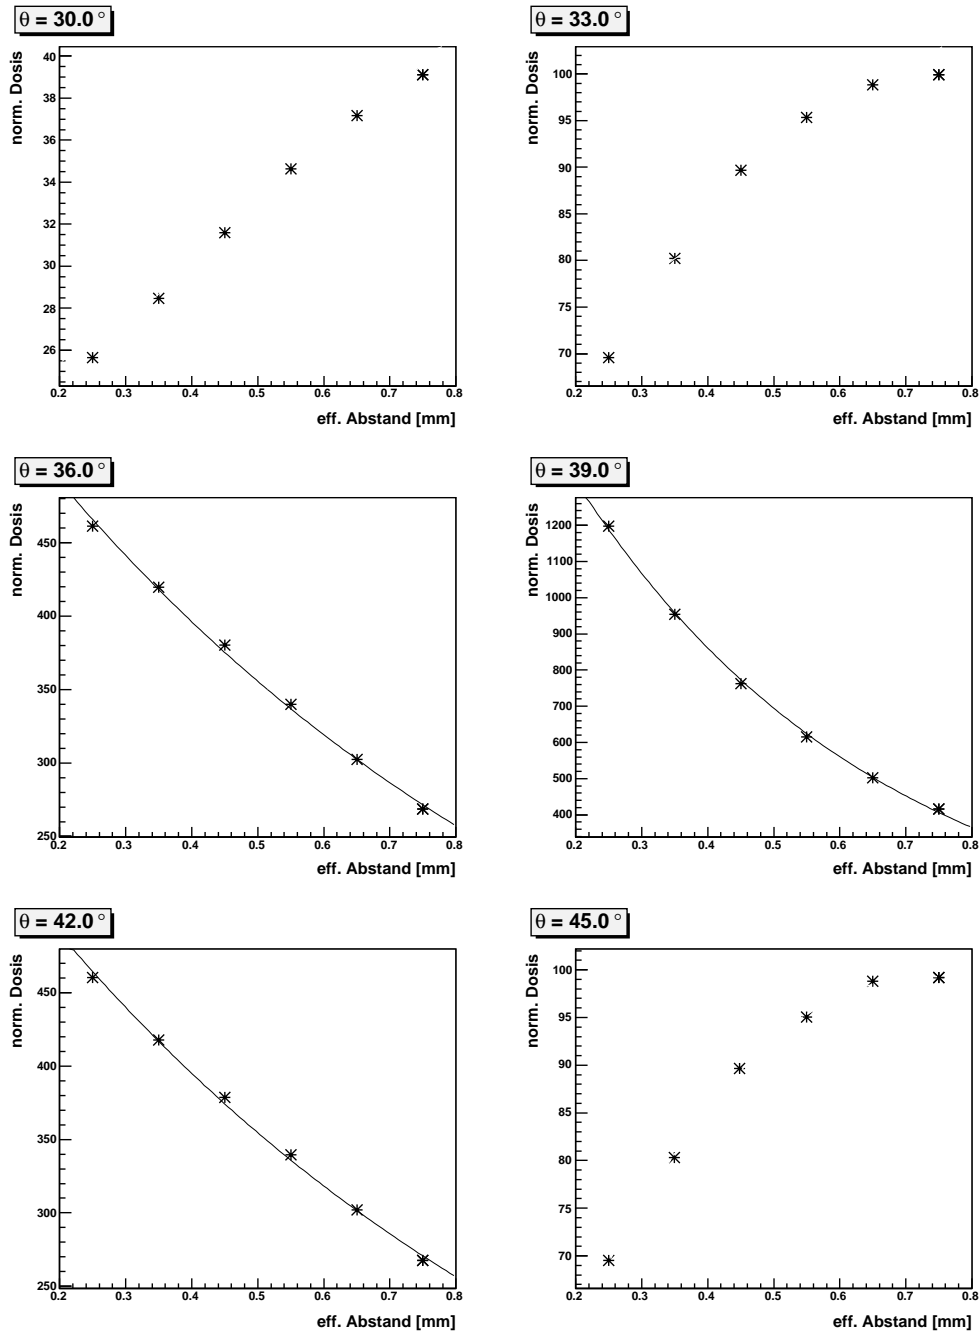 θ = 30.0 °
norm. Dosis
40
38
36
34
32
30
28
26
0.2 0.3 0.4 0.5 0.6 0.7 0.8
eff. Abstand [mm]
θ = 33.0 °
norm. Dosis
100
95
90
85
80
75
70
0.2 0.3 0.4 0.5 0.6 0.7 0.8
eff. Abstand [mm]
θ = 36.0 °
norm. Dosis
450
400
350
300
250
0.2 0.3 0.4 0.5 0.6 0.7 0.8
eff. Abstand [mm]
θ = 39.0 °
norm. Dosis
1200
1100
1000
900
800
700
600
500
400
0.2 0.3 0.4 0.5 0.6 0.7 0.8
eff. Abstand [mm]
θ = 42.0 °
norm. Dosis
450
400
350
300
250
0.2 0.3 0.4 0.5 0.6 0.7 0.8
eff. Abstand [mm]
θ = 45.0 °
norm. Dosis
100
95
90
85
80
75
70
0.2 0.3 0.4 0.5 0.6 0.7 0.8
eff. Abstand [mm]